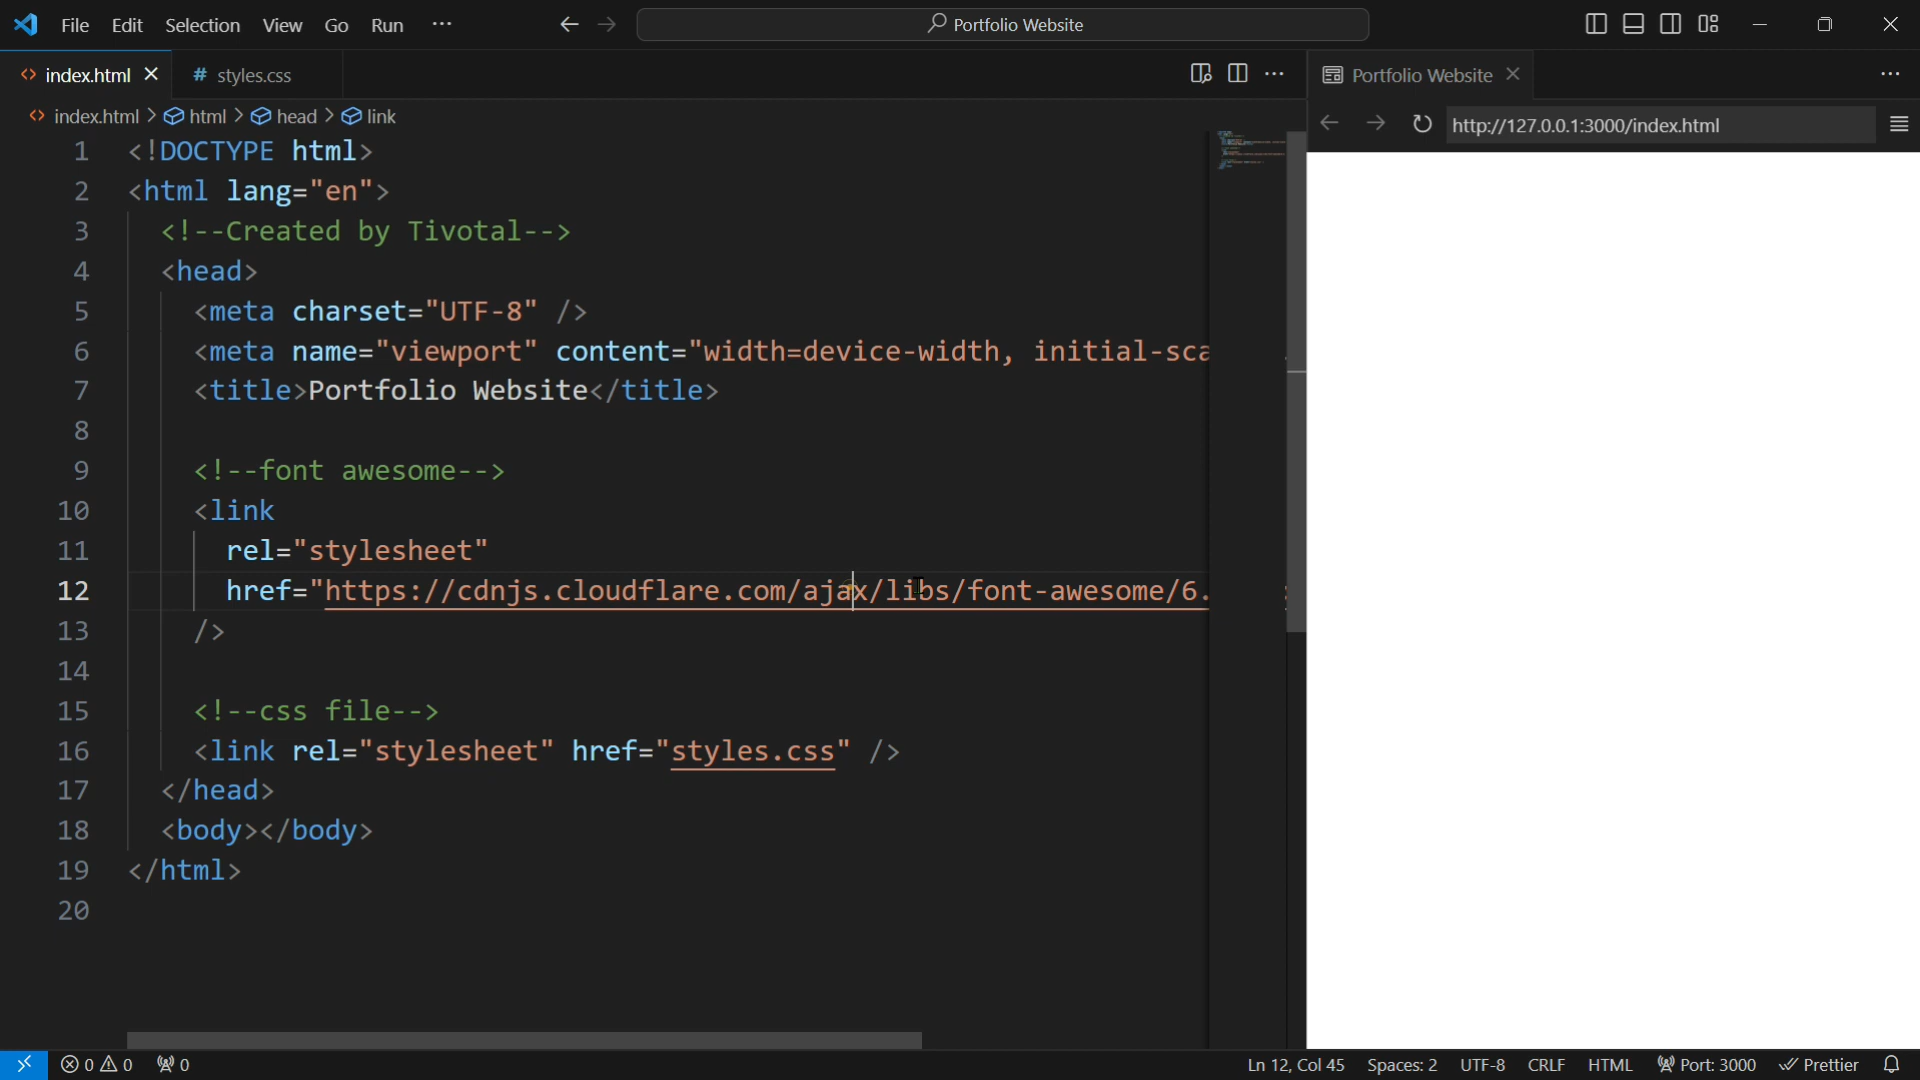 File Edit Selection View Go Run ··· Portfolio Website
index.html styles.css Portfolio Website
index.html > html > head > link
http://127.0.0.1:3000/index.html
1 <!DOCTYPE html>
2 <html lang="en">
3 <!--Created by Tivotal-->
4 <head>
5 <meta charset="UTF-8" />
6 <meta name="viewport" content="width=device-width, initial-sca
7 <title>Portfolio Website</title>
8
9 <!--font awesome-->
10 <link
11 rel="stylesheet"
12 href="https://cdnjs.cloudflare.com/ajax/libs/font-awesome/6.
13 />
14
15 <!--css file-->
16 <link rel="stylesheet" href="styles.css" />
17 </head>
18 <body></body>
19 </html>
20
0 0 0 Ln 12, Col 45 Spaces: 2 UTF-8 CRLF HTML Port: 3000 Prettier